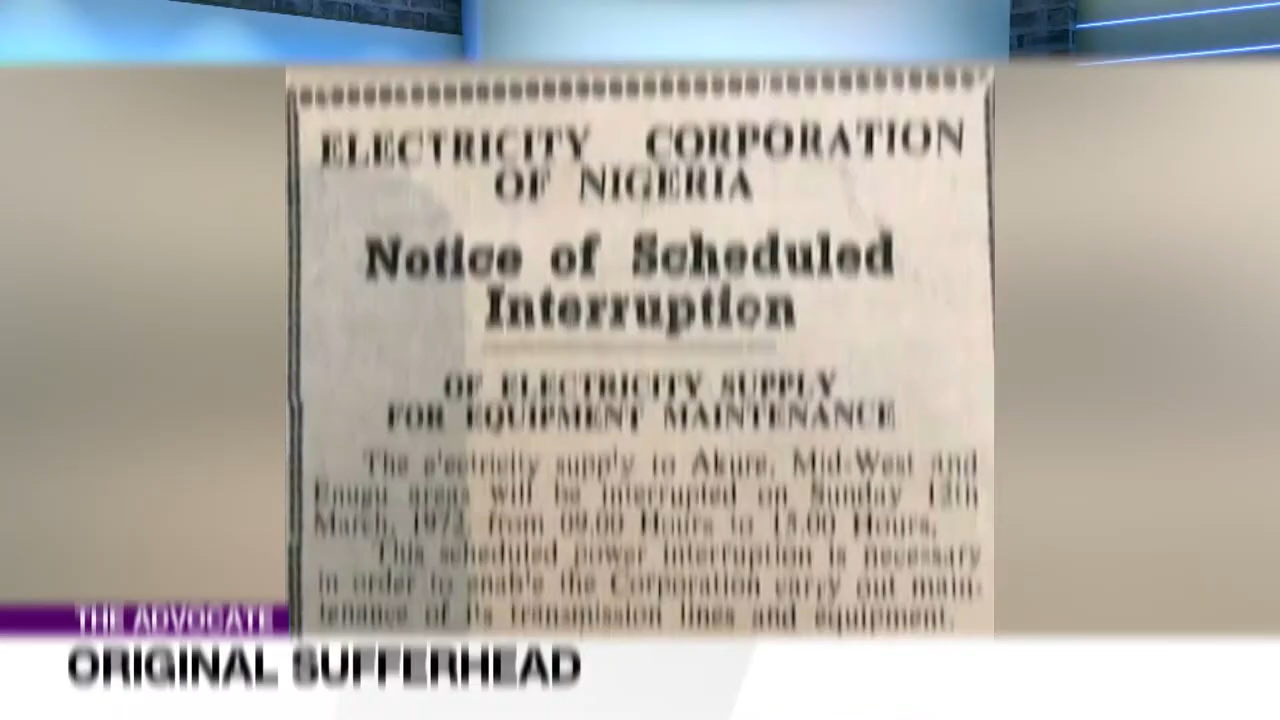 ELECTRICITY CORPORATION
OF NIGERIA
Notice of Scheduled
Interruption
OF ELECTRICITY SUPPLY
FOR EQUIPMENT MAINTENANCE
The electricity supply to Akure, Mid-West and
Enugu areas will be interrupted on Sunday 12th
March, 1972 from 09.00 Hours to 15.00 Hours.
This scheduled power interruption is necessary
in order to enable the Corporation carry out main-
tenance of its transmission lines and equipment.
THE ADVOCATE
ORIGINAL SUFFERHEAD